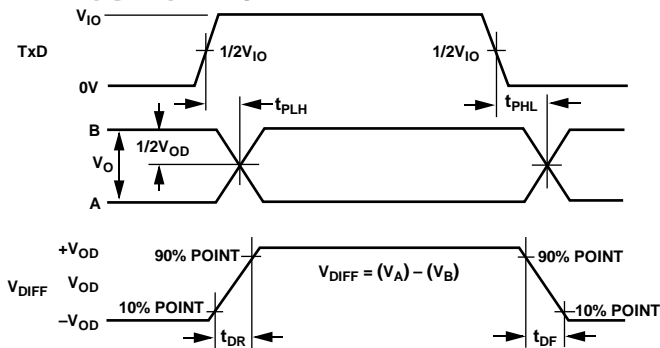 VIO
TxD
1/2VIO
1/2VIO
0V
tPLH
tPHL
B
1/2VOD
VO
A
+VOD
90% POINT
VDIFF = (VA) – (VB)
90% POINT
VDIFF
VOD
10% POINT
10% POINT
–VOD
tDR
tDF